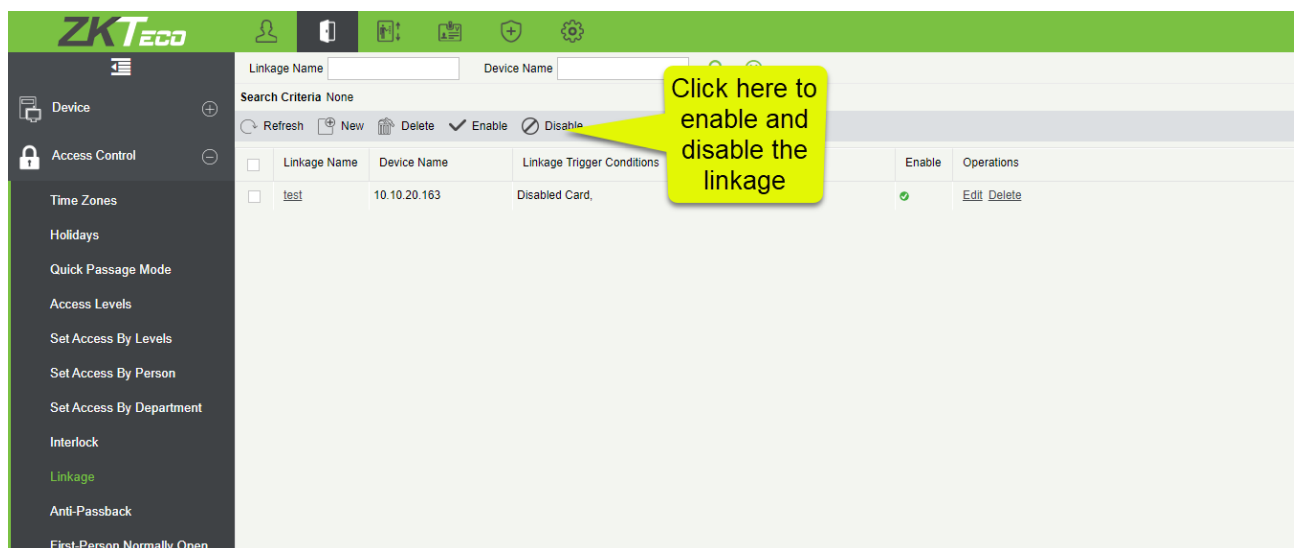 ZKTeco
Linkage Name Device Name
Click here to
enable and
disable the
linkage
Device
Search Criteria None
Refresh New Delete Enable Disable
Access Control
Linkage Name Device Name Linkage Trigger Conditions Enable Operations
Time Zones
test 10.10.20.163 Disabled Card, Edit Delete
Holidays
Quick Passage Mode
Access Levels
Set Access By Levels
Set Access By Person
Set Access By Department
Interlock
Linkage
Anti-Passback
First-Person Normally Open